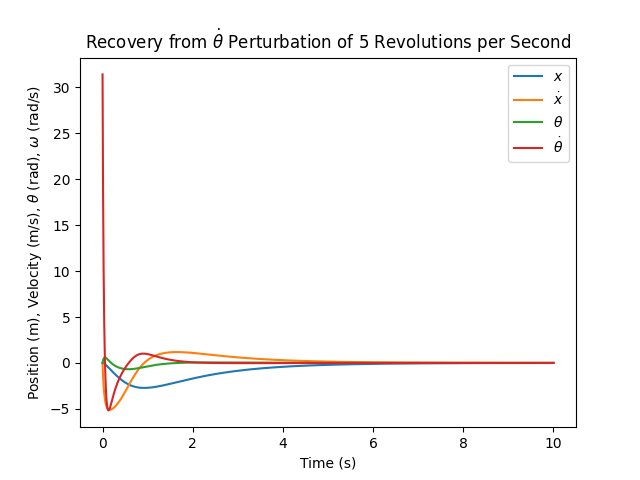 Recovery from θ̇ Perturbation of 5 Revolutions per Second
Position (m), Velocity (m/s), θ (rad), ω (rad/s)
30
25
20
15
10
5
0
−5
x
ẋ
θ
θ̇
0 2 4 6 8 10
Time (s)